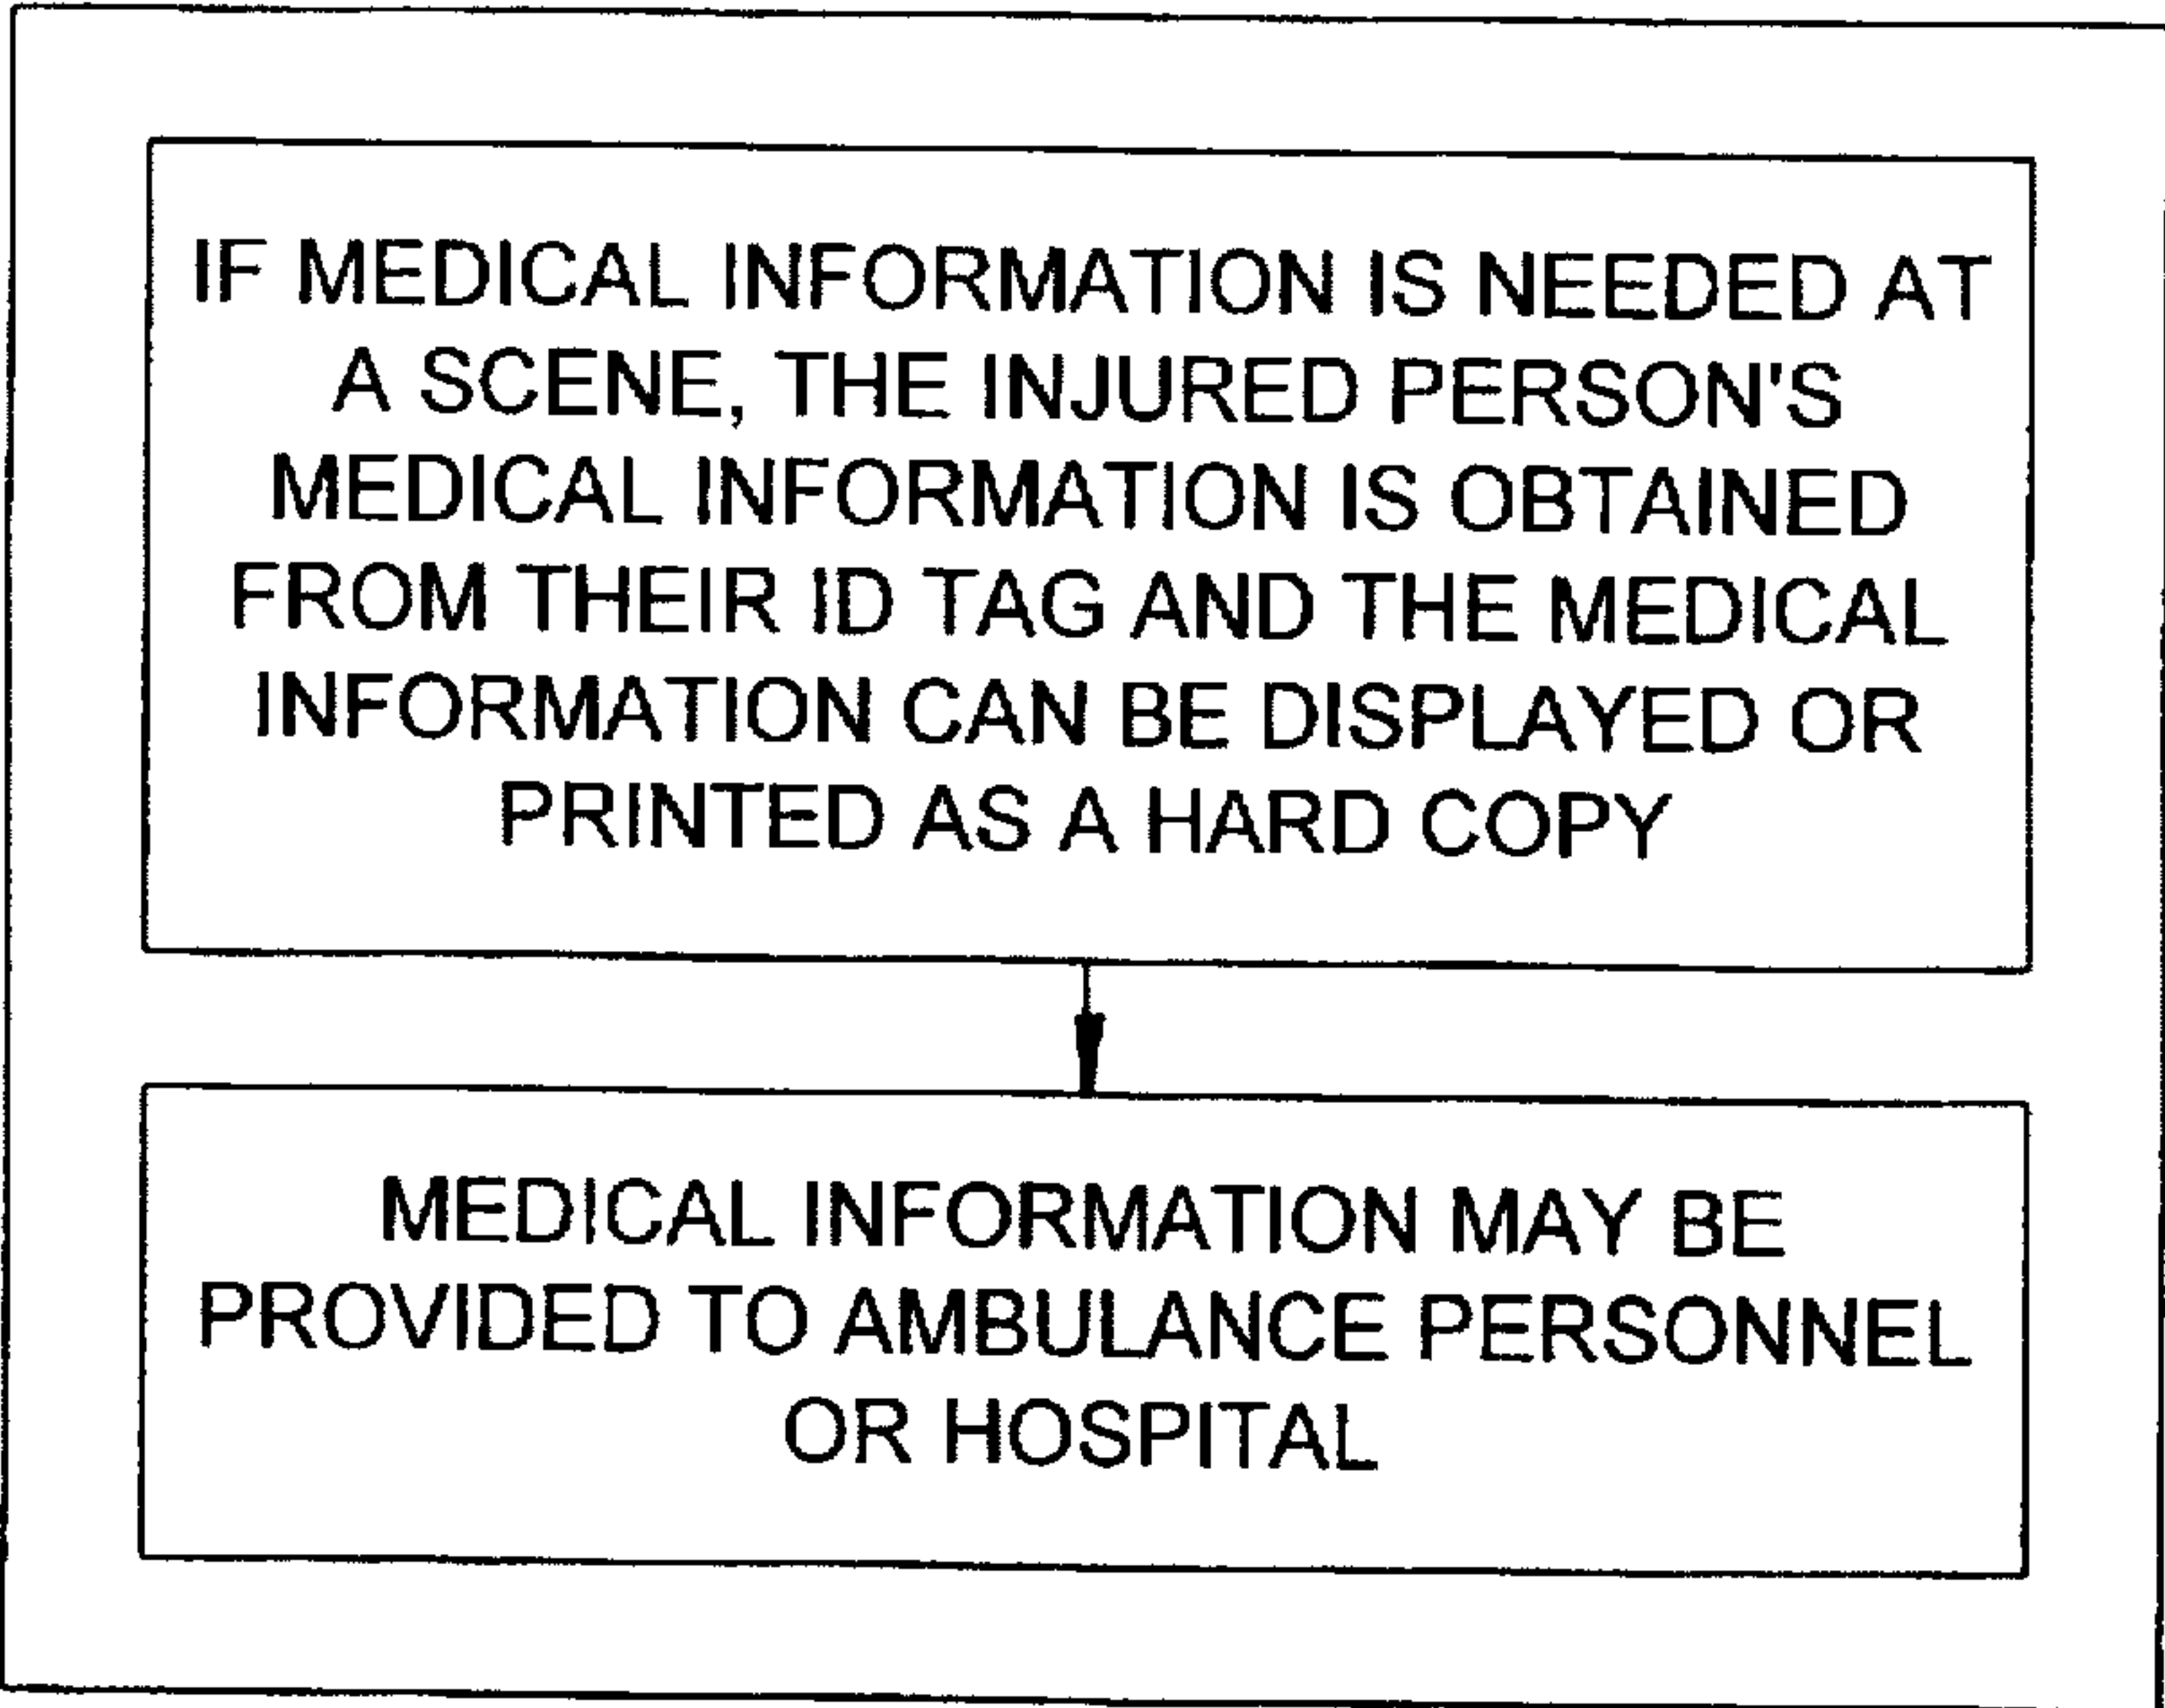 IF MEDICAL INFORMATION IS NEEDED AT
A SCENE, THE INJURED PERSON'S
MEDICAL INFORMATION IS OBTAINED
FROM THEIR ID TAG AND THE MEDICAL
INFORMATION CAN BE DISPLAYED OR
PRINTED AS A HARD COPY
MEDICAL INFORMATION MAY BE
PROVIDED TO AMBULANCE PERSONNEL
OR HOSPITAL